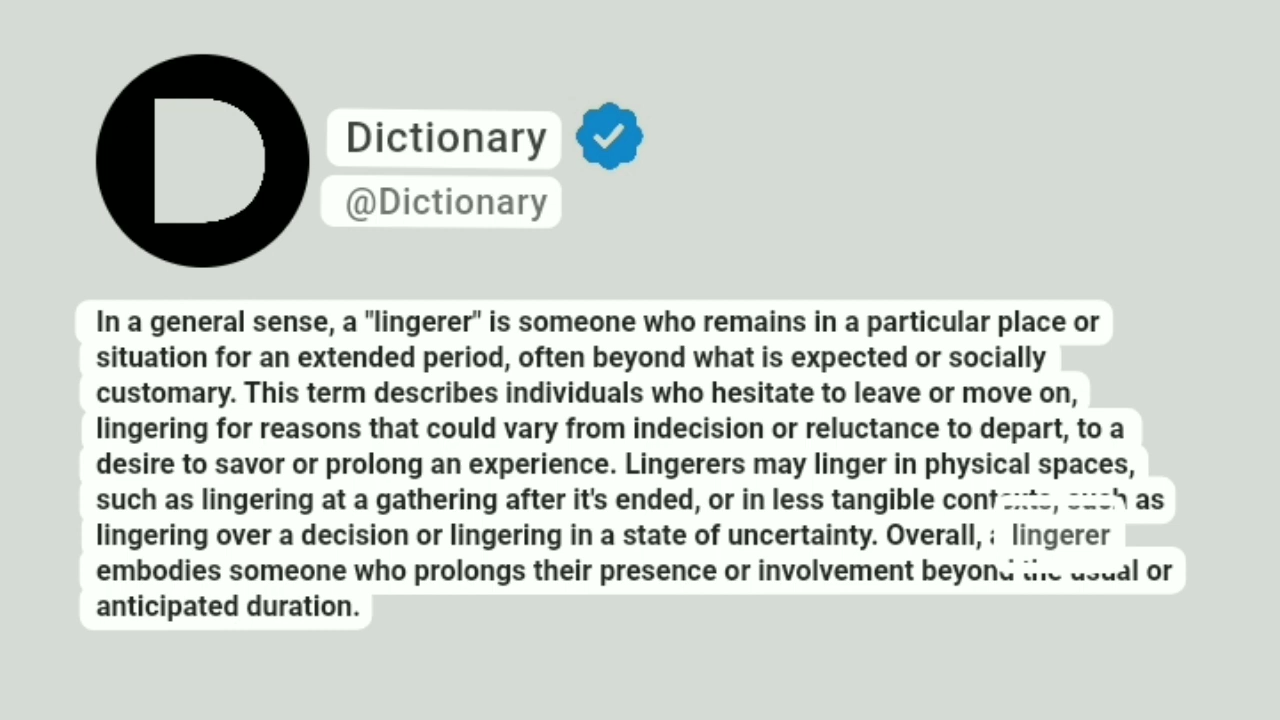 D
Dictionary
@Dictionary
In a general sense, a "lingerer" is someone who remains in a particular place or
situation for an extended period, often beyond what is expected or socially
customary. This term describes individuals who hesitate to leave or move on,
lingering for reasons that could vary from indecision or reluctance to depart, to a
desire to savor or prolong an experience. Lingerers may linger in physical spaces,
such as lingering at a gathering after it's ended, or in less tangible contexts, such as
lingering over a decision or lingering in a state of uncertainty. Overall, a lingerer
embodies someone who prolongs their presence or involvement beyond the usual or
anticipated duration.